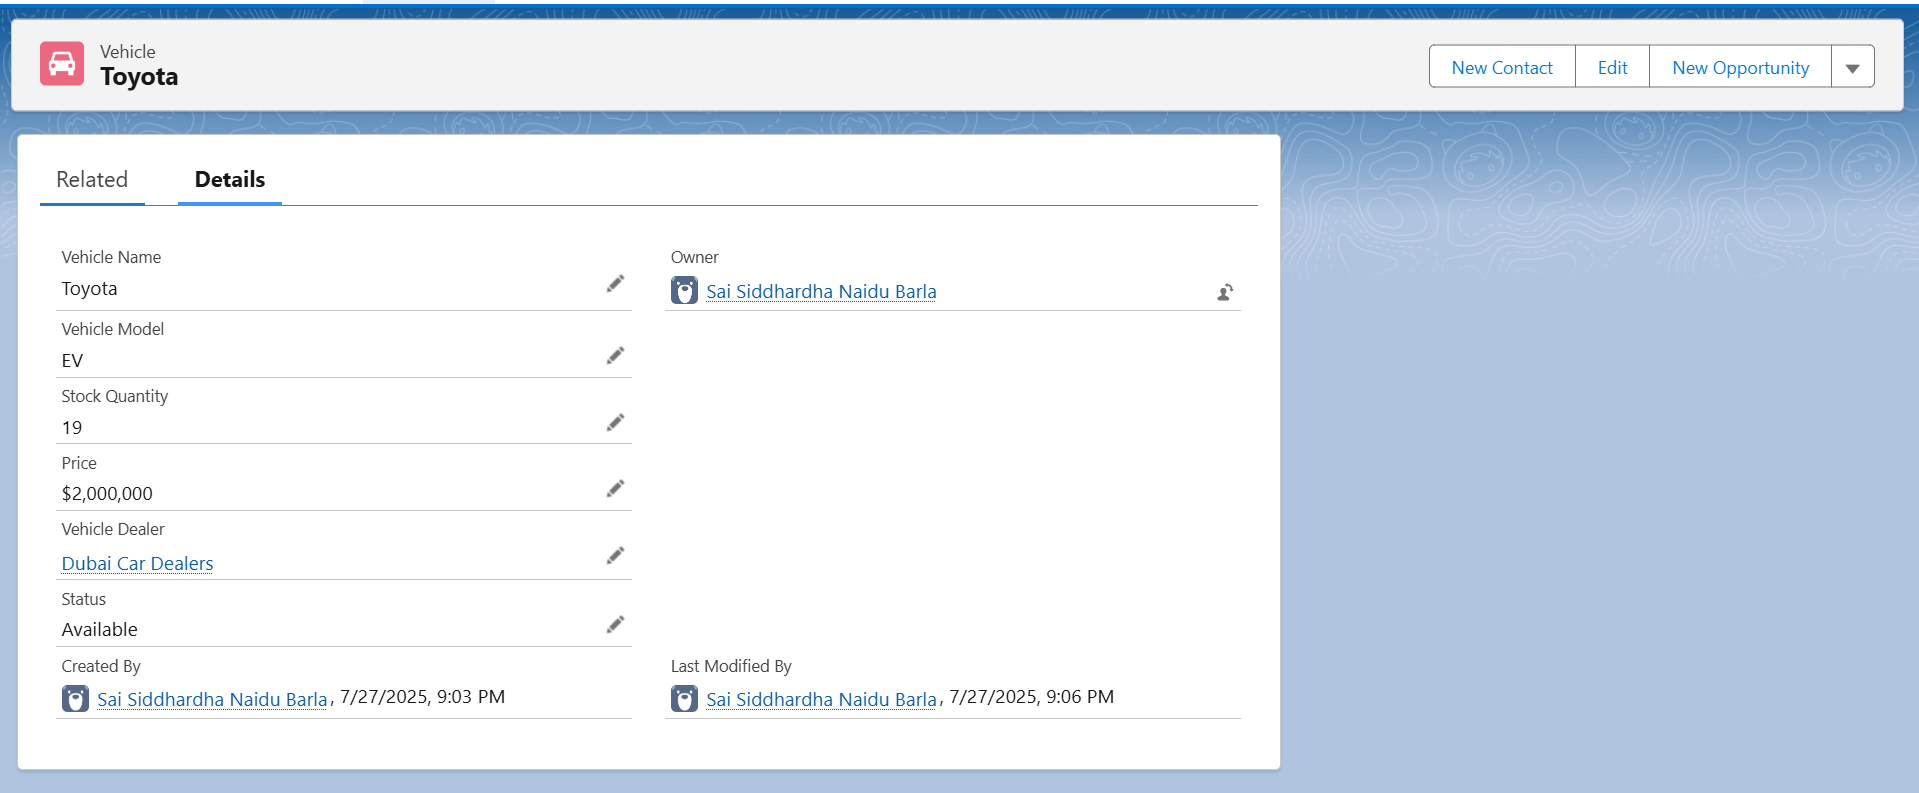 Vehicle
Toyota
New Contact
Edit
New Opportunity
Related
Details
Vehicle Name
Toyota
Owner
Sai Siddhardha Naidu Barla
Vehicle Model
EV
Stock Quantity
19
Price
$2,000,000
Vehicle Dealer
Dubai Car Dealers
Status
Available
Created By
Sai Siddhardha Naidu Barla, 7/27/2025, 9:03 PM
Last Modified By
Sai Siddhardha Naidu Barla, 7/27/2025, 9:06 PM